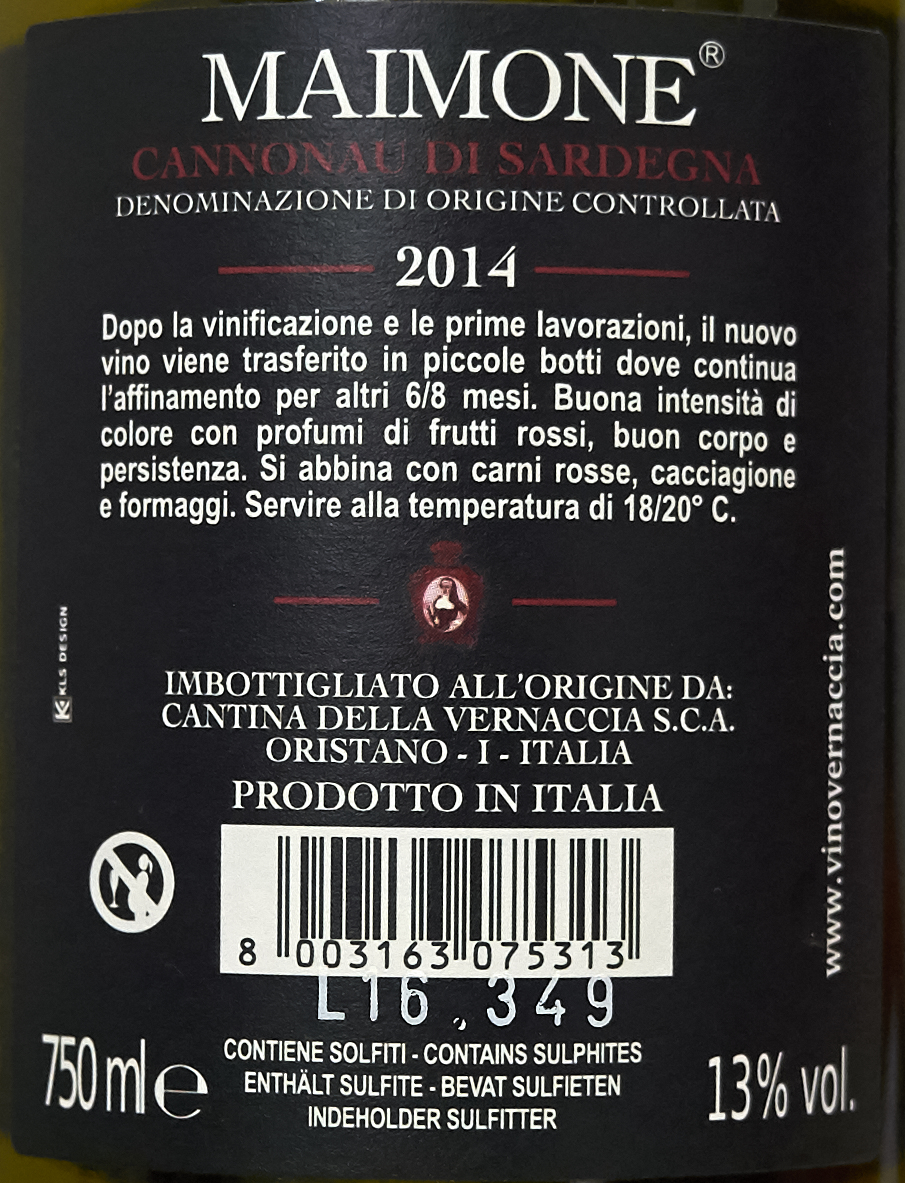 MAIMONE®
CANNONAU DI SARDEGNA
DENOMINAZIONE DI ORIGINE CONTROLLATA
2014
Dopo la vinificazione e le prime lavorazioni, il nuovo
vino viene trasferito in piccole botti dove continua
l'affinamento per altri 6/8 mesi. Buona intensità di
colore con profumi di frutti rossi, buon corpo e
persistenza. Si abbina con carni rosse, cacciagione
e formaggi. Servire alla temperatura di 18/20° C.
KLS DESIGN
www.vinovernaccia.com
IMBOTTIGLIATO ALL'ORIGINE DA:
CANTINA DELLA VERNACCIA S.C.A.
ORISTANO - I - ITALIA
PRODOTTO IN ITALIA
8 003163 075313
L16.349
750 ml e
CONTIENE SOLFITI - CONTAINS SULPHITES
ENTHÄLT SULFITE - BEVAT SULFIETEN
INDEHOLDER SULFITTER
13% vol.